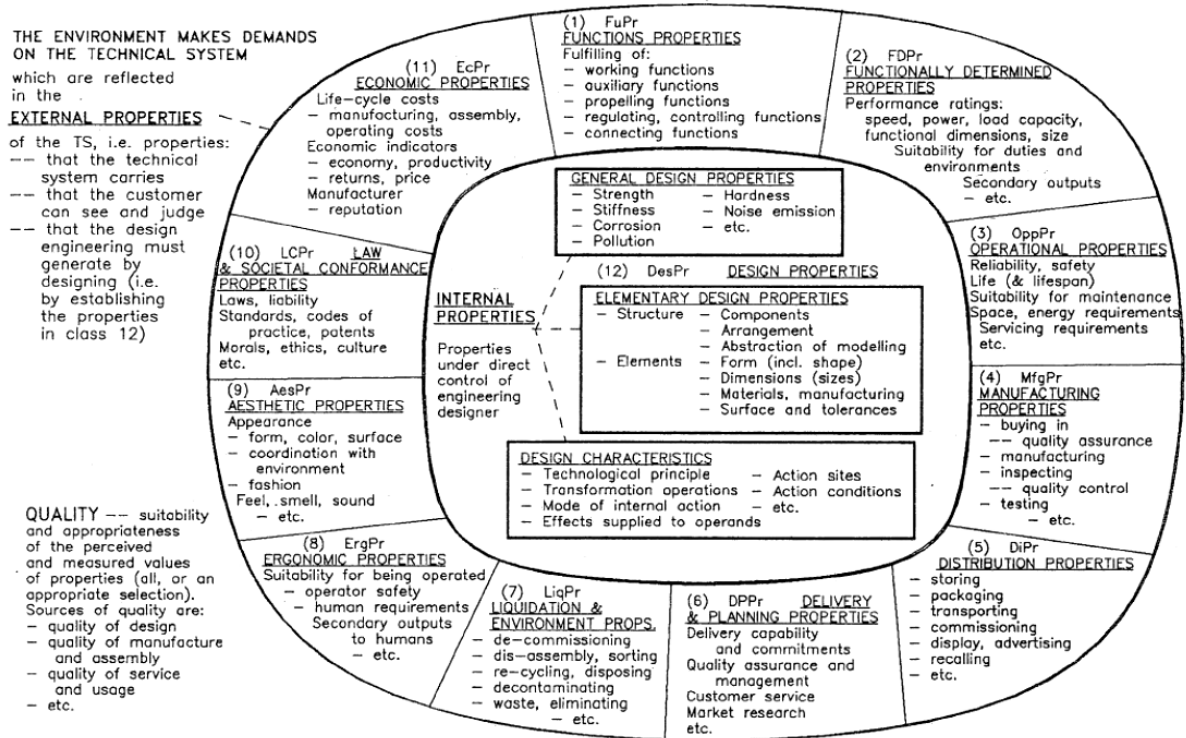 THE ENVIRONMENT MAKES DEMANDS
ON THE TECHNICAL SYSTEM
which are reflected
in the
EXTERNAL PROPERTIES
of the TS, i.e. properties:
-- that the technical
system carries
-- that the customer
can see and judge
-- that the design
engineering must
generate by
designing (i.e.
by establishing
the properties
in class 12)
QUALITY -- suitability
and appropriateness
of the perceived
and measured values
of properties (all, or an
appropriate selection).
Sources of quality are:
- quality of design
- quality of manufacture
and assembly
- quality of service
and usage
- etc.
(1) FuPr
FUNCTIONS PROPERTIES
Fulfilling of:
- working functions
- auxiliary functions
- propelling functions
- regulating, controlling functions
- connecting functions
(2) FDPr
FUNCTIONALLY DETERMINED
PROPERTIES
Performance ratings:
speed, power, load capacity,
functional dimensions, size
Suitability for duties and
environments
Secondary outputs
- etc.
(3) OppPr
OPERATIONAL PROPERTIES
Reliability, safety
Life (& lifespan)
Suitability for maintenance
Space, energy requirements
Servicing requirements
etc.
(4) MfgPr
MANUFACTURING
PROPERTIES
- buying in
-- quality assurance
- manufacturing
- inspecting
-- quality control
- testing
- etc.
(5) DiPr
DISTRIBUTION PROPERTIES
- storing
- packaging
- transporting
- commissioning
- display, advertising
- recalling
- etc.
(6) DPPr DELIVERY
& PLANNING PROPERTIES
Delivery capability
and commitments
Quality assurance and
management
Customer service
Market research
etc.
(7) LiqPr
LIQUIDATION &
ENVIRONMENT PROPS.
- de-commissioning
- dis-assembly, sorting
- re-cycling, disposing
- decontaminating
- waste, eliminating
- etc.
(8) ErgPr
ERGONOMIC PROPERTIES
Suitability for being operated
- operator safety
- human requirements
Secondary outputs
to humans
- etc.
(9) AesPr
AESTHETIC PROPERTIES
Appearance
- form, color, surface
- coordination with
environment
- fashion
Feel, smell, sound
- etc.
(10) LCPr LAW
& SOCIETAL CONFORMANCE
PROPERTIES
Laws, liability
Standards, codes of
practice, patents
Morals, ethics, culture
etc.
(11) EcPr
ECONOMIC PROPERTIES
Life-cycle costs
- manufacturing, assembly,
operating costs
Economic indicators
- economy, productivity
- returns, price
Manufacturer
- reputation
INTERNAL
PROPERTIES
Properties
under direct
control of
engineering
designer
GENERAL DESIGN PROPERTIES
- Strength - Hardness
- Stiffness - Noise emission
- Corrosion - etc.
- Pollution
(12) DesPr DESIGN PROPERTIES
ELEMENTARY DESIGN PROPERTIES
- Structure - Components
- Arrangement
- Abstraction of modelling
- Elements - Form (incl. shape)
- Dimensions (sizes)
- Materials, manufacturing
- Surface and tolerances
DESIGN CHARACTERISTICS
- Technological principle - Action sites
- Transformation operations - Action conditions
- Mode of internal action - etc.
- Effects supplied to operands